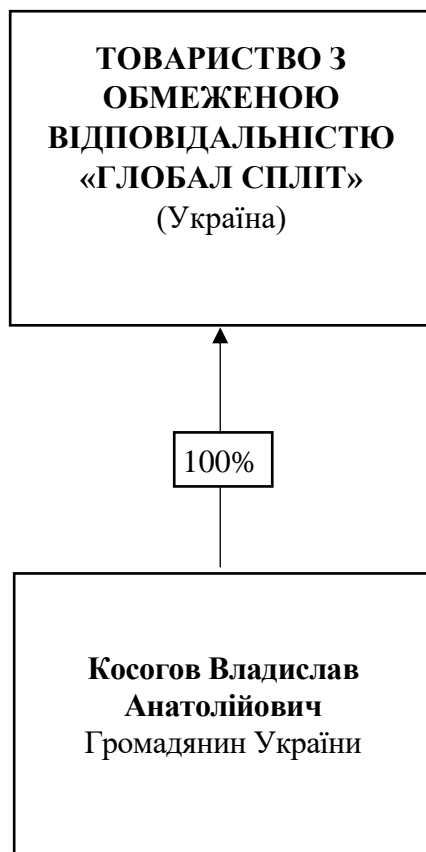 ТОВАРИСТВО З
ОБМЕЖЕНОЮ
ВІДПОВІДАЛЬНІСТЮ
«ГЛОБАЛ СПЛІТ»
(Україна)
100%
Косогов Владислав
Анатолійович
Громадянин України